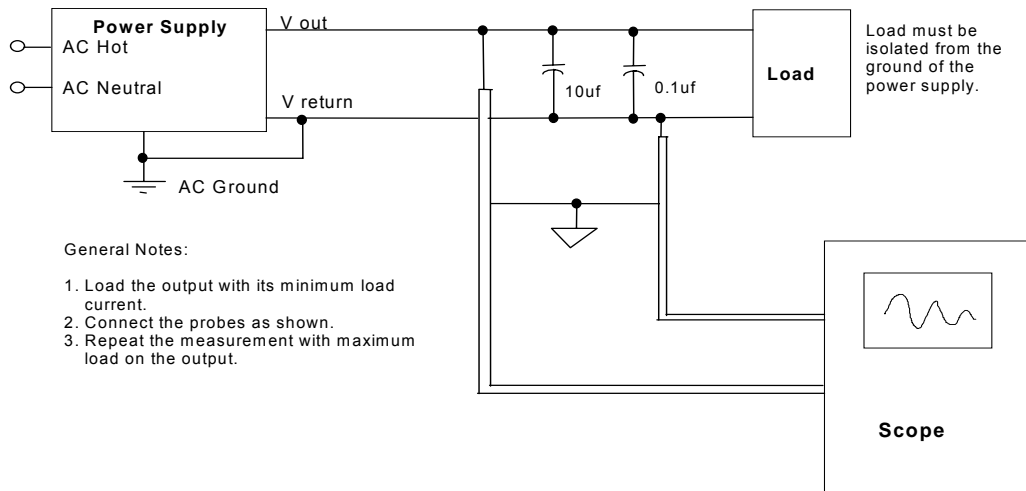 Power Supply
V out
AC Hot
AC Neutral
V return
10uf
0.1uf
Load
Load must be
isolated from the
ground of the
power supply.
AC Ground
General Notes:
1. Load the output with its minimum load
current.
2. Connect the probes as shown.
3. Repeat the measurement with maximum
load on the output.
Scope